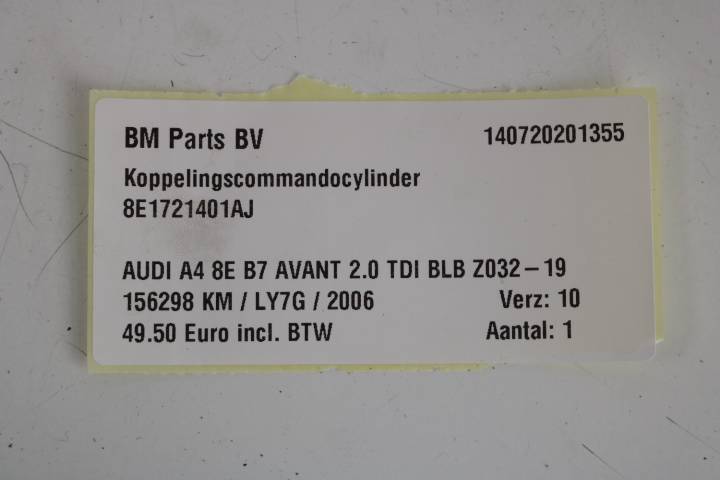 BM Parts BV 140720201355
Koppelingscommandocylinder
8E1721401AJ
AUDI A4 8E B7 AVANT 2.0 TDI BLB Z032-19
156298 KM / LY7G / 2006 Verz: 10
49.50 Euro incl. BTW Aantal: 1